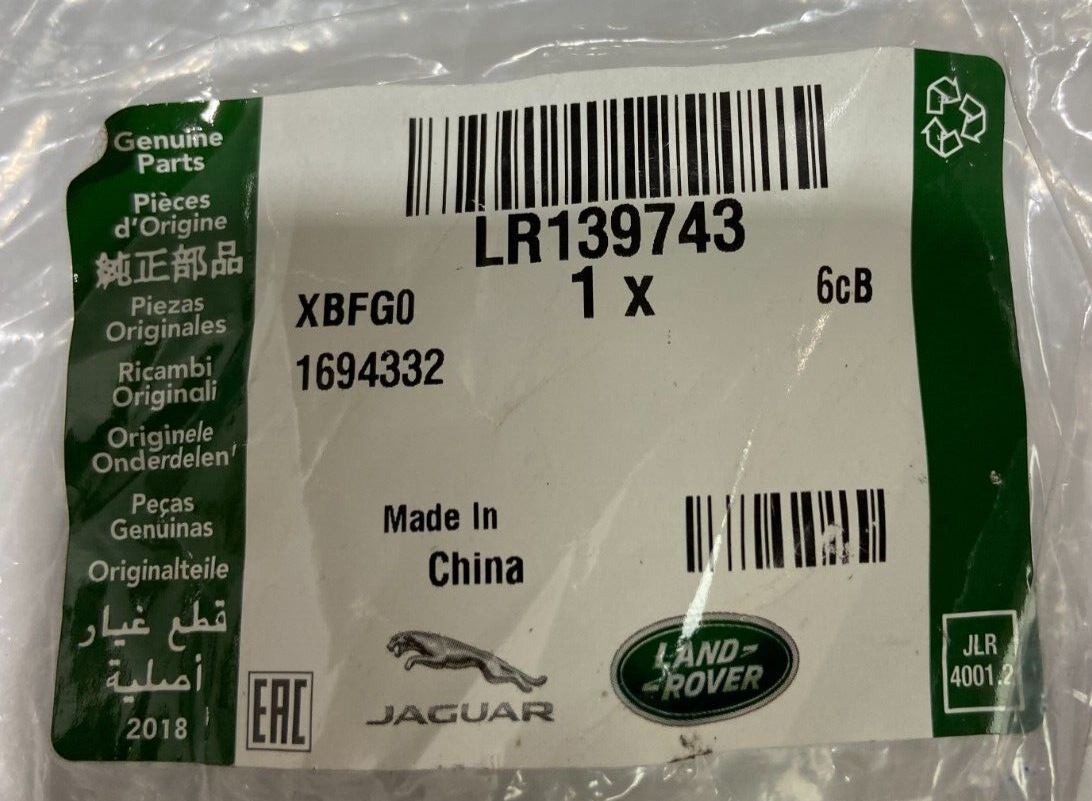 Genuine
Parts
Pièces
d'Origine
純正部品
Piezas
Originales
Ricambi
Originali
Originele
Onderdelen
Peças
Genuinas
Originalteile
قطع غيار
أصلية
2018
LR139743
1 x
6cB
XBFG0
1694332
Made In
China
EAC
JAGUAR
LAND-
-ROVER
JLR
4001.2